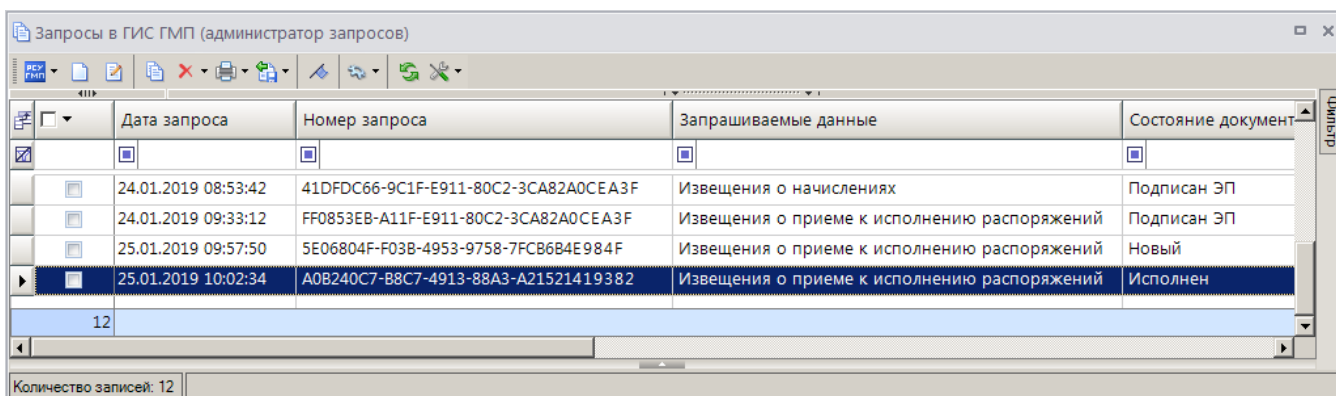 Запросы в ГИС ГМП (администратор запросов)
РСУ ГМП
Дата запроса Номер запроса Запрашиваемые данные Состояние документ
Фильтр
24.01.2019 08:53:42 41DFDC66-9C1F-E911-80C2-3CA82A0CEA3F Извещения о начислениях Подписан ЭП
24.01.2019 09:33:12 FF0853EB-A11F-E911-80C2-3CA82A0CEA3F Извещения о приеме к исполнению распоряжений Подписан ЭП
25.01.2019 09:57:50 5E06804F-F03B-4953-9758-7FCB6B4E984F Извещения о приеме к исполнению распоряжений Новый
25.01.2019 10:02:34 A0B240C7-B8C7-4913-88A3-A21521419382 Извещения о приеме к исполнению распоряжений Исполнен
12
Количество записей: 12